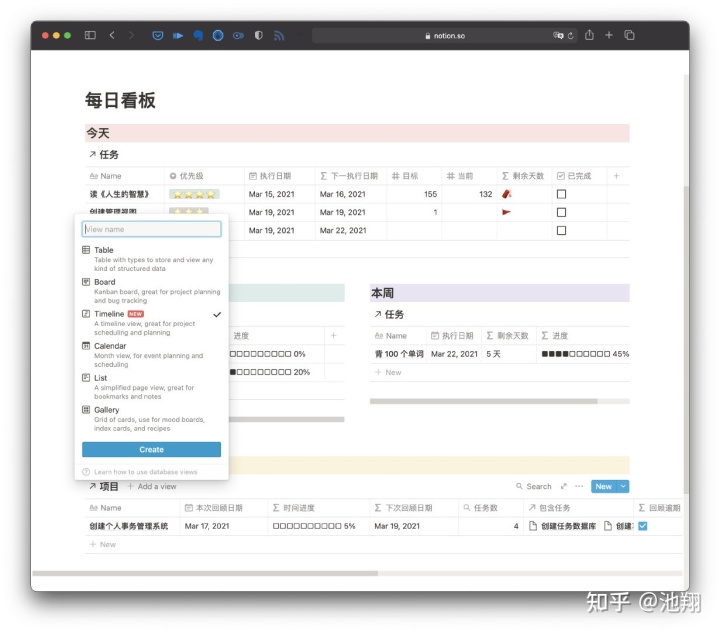 notion.so
每日看板
今天
任务
Name 优先级 执行日期 下一执行日期 目标 当前 剩余天数 已完成
读《人生的智慧》 Mar 15, 2021 Mar 16, 2021 155 132
创建管理视图 Mar 19, 2021 Mar 19, 2021 1
Mar 19, 2021 Mar 22, 2021
View name
Table
Table with types to store and view any
kind of structured data
Board
Kanban board, great for project planning
and bug tracking
Timeline NEW
A timeline view, great for project
scheduling and planning
Calendar
Month view, for event planning and
scheduling
List
A simplified page view, great for
bookmarks and notes
Gallery
Grid of cards, use for mood boards,
index cards, and recipes
Create
Learn how to use database views
进度
0%
20%
本周
任务
Name 执行日期 剩余天数 进度
背 100 个单词 Mar 22, 2021 5 天 45%
New
项目 Add a view Search New
Name 本次回顾日期 时间进度 下次回顾日期 任务数 包含任务 回顾逾期
创建个人事务管理系统 Mar 17, 2021 5% Mar 19, 2021 4 创建任务数据库 创建
New
知乎 @池翔